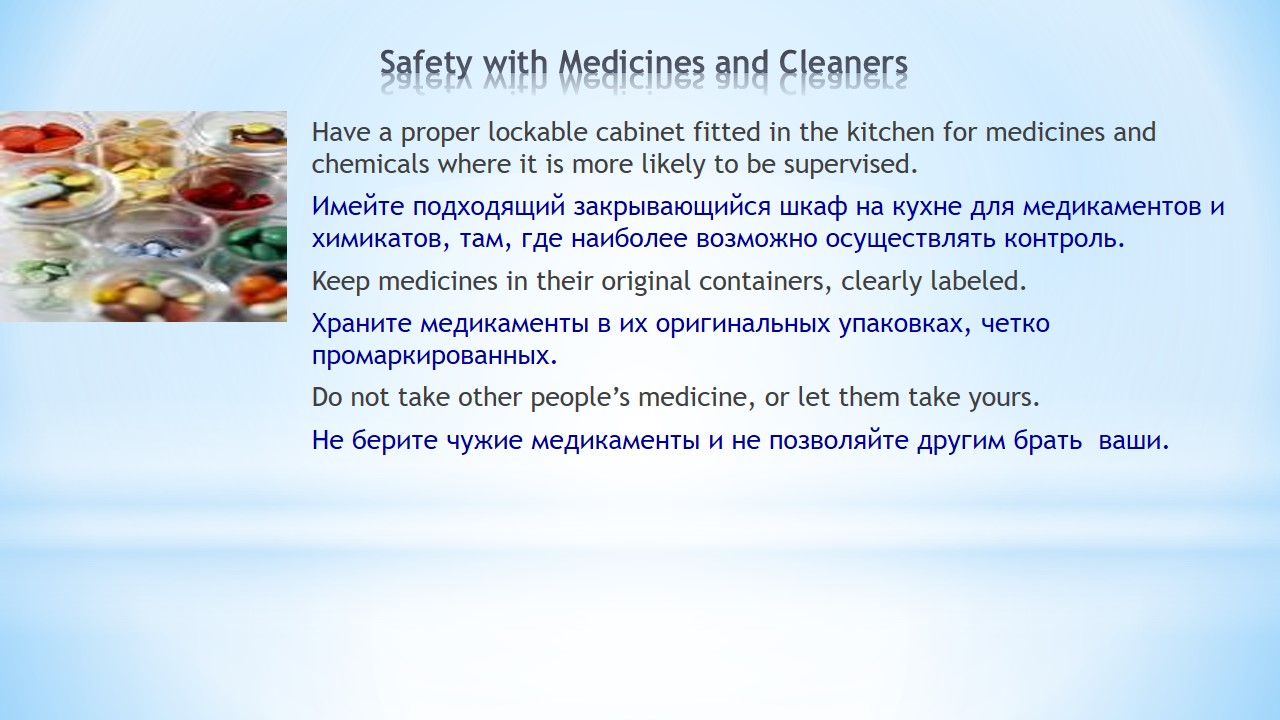 Safety with Medicines and Cleaners
Have a proper lockable cabinet fitted in the kitchen for medicines and
chemicals where it is more likely to be supervised.
Имейте подходящий закрывающийся шкаф на кухне для медикаментов и
химикатов, там, где наиболее возможно осуществлять контроль.
Keep medicines in their original containers, clearly labeled.
Храните медикаменты в их оригинальных упаковках, четко
промаркированных.
Do not take other people’s medicine, or let them take yours.
Не берите чужие медикаменты и не позволяйте другим брать  ваши.